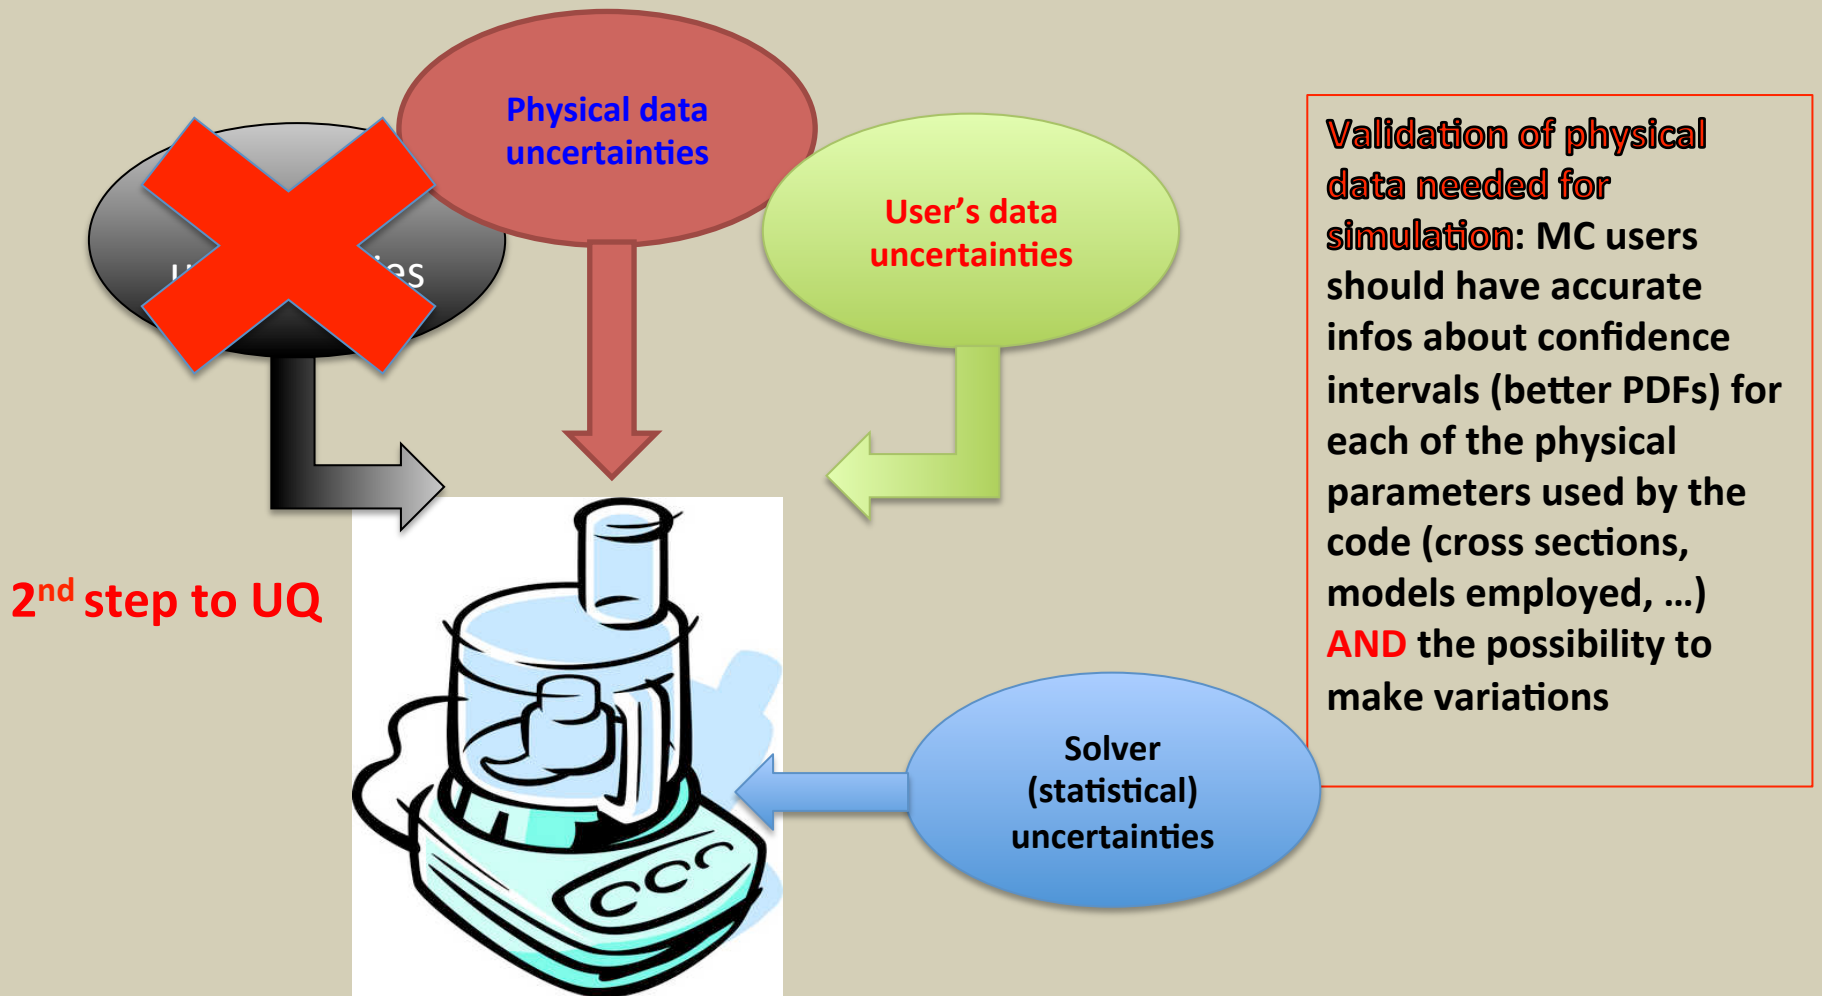 Physical data
uncertainties
User's data
uncertainties
2nd step to UQ
Solver
(statistical)
uncertainties
Validation of physical
data needed for
simulation: MC users
should have accurate
infos about confidence
intervals (better PDFs) for
each of the physical
parameters used by the
code (cross sections,
models employed, …)
AND the possibility to
make variations